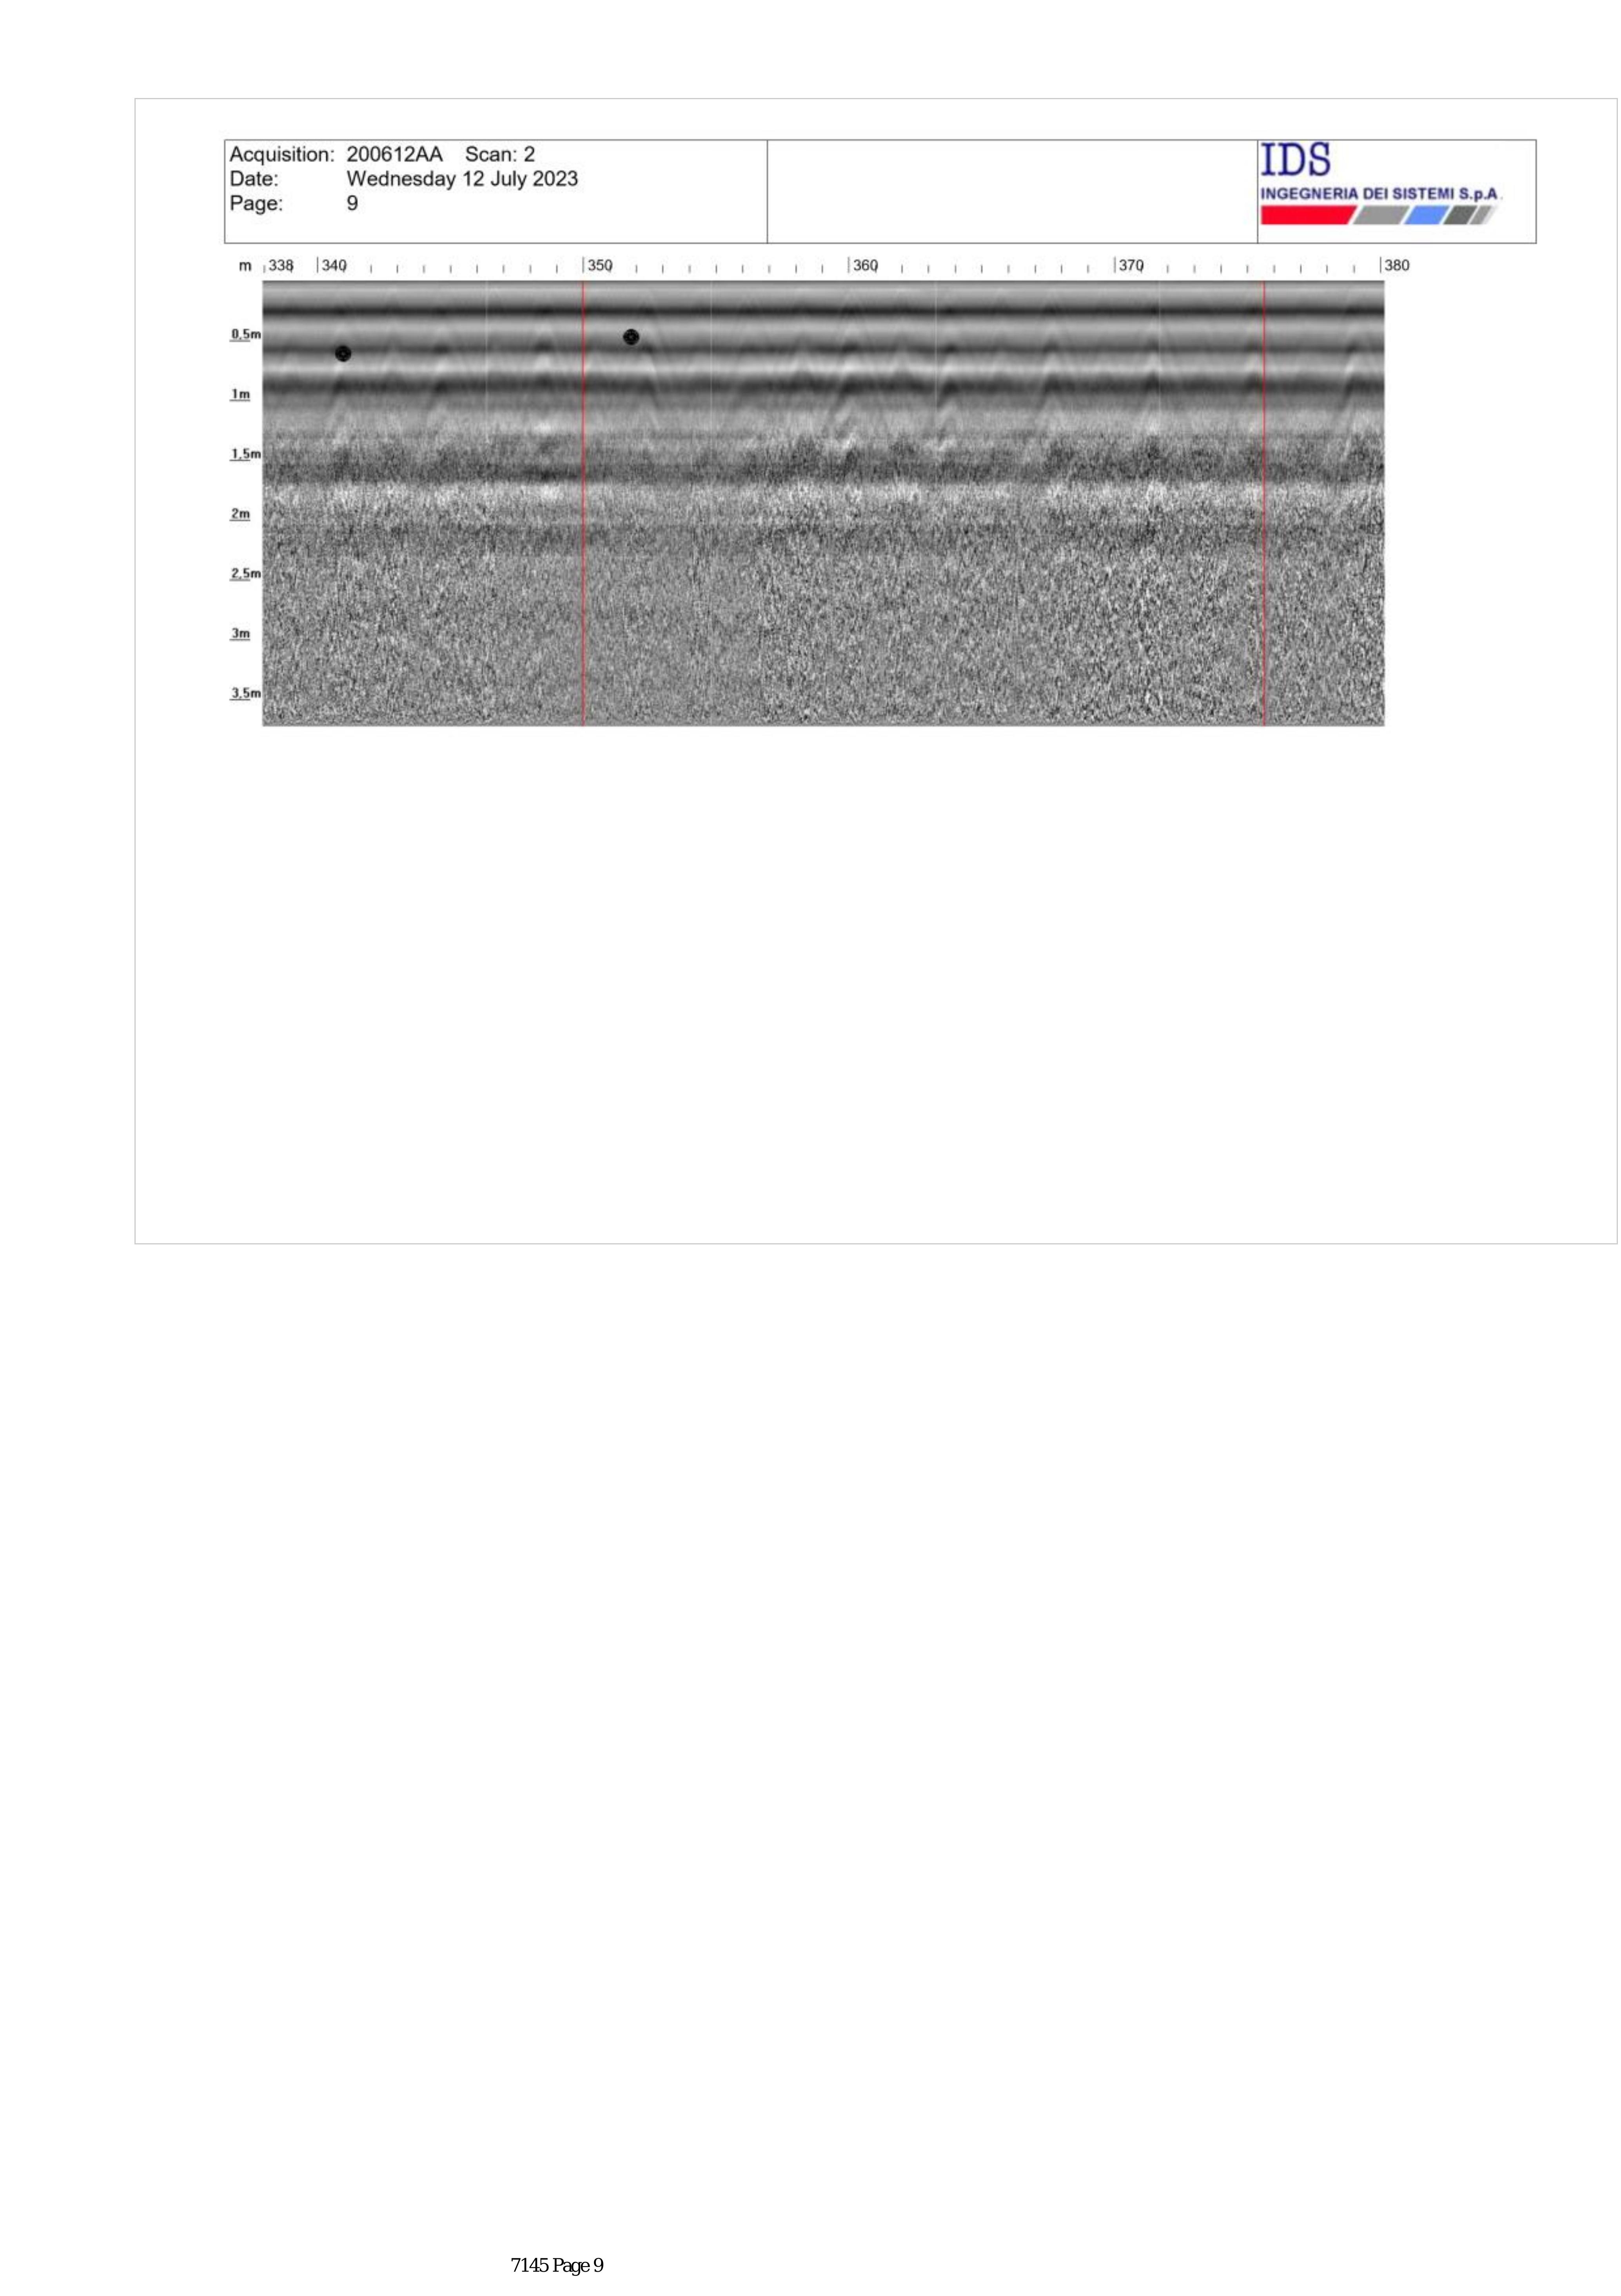 Acquisition: 200612AA Scan: 2
Date: Wednesday 12 July 2023
Page: 9
IDS
INGEGNERIA DEI SISTEMI S.p.A.
m 338 340 350 360 370 380
0,5m
1m
1,5m
2m
2,5m
3m
3,5m
7145 Page 9